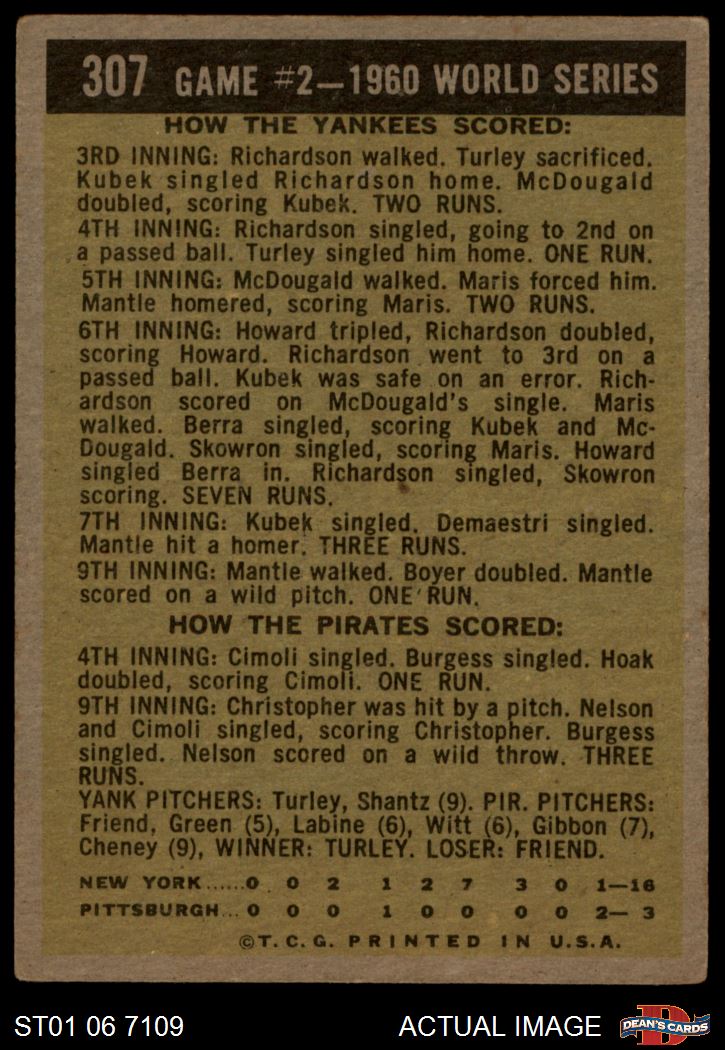 307 GAME #2—1960 WORLD SERIES
HOW THE YANKEES SCORED:
3RD INNING: Richardson walked. Turley sacrificed.
Kubek singled Richardson home. McDougald
doubled, scoring Kubek. TWO RUNS.
4TH INNING: Richardson singled, going to 2nd on
a passed ball. Turley singled him home. ONE RUN.
5TH INNING: McDougald walked. Maris forced him.
Mantle homered, scoring Maris. TWO RUNS.
6TH INNING: Howard tripled, Richardson doubled,
scoring Howard. Richardson went to 3rd on a
passed ball. Kubek was safe on an error. Rich-
ardson scored on McDougald's single. Maris
walked. Berra singled, scoring Kubek and Mc-
Dougald. Skowron singled, scoring Maris. Howard
singled Berra in. Richardson singled, Skowron
scoring. SEVEN RUNS.
7TH INNING: Kubek singled. Demaestri singled.
Mantle hit a homer. THREE RUNS.
9TH INNING: Mantle walked. Boyer doubled. Mantle
scored on a wild pitch. ONE RUN.
HOW THE PIRATES SCORED:
4TH INNING: Cimoli singled. Burgess singled. Hoak
doubled, scoring Cimoli. ONE RUN.
9TH INNING: Christopher was hit by a pitch. Nelson
and Cimoli singled, scoring Christopher. Burgess
singled. Nelson scored on a wild throw. THREE
RUNS.
YANK PITCHERS: Turley, Shantz (9). PIR. PITCHERS:
Friend, Green (5), Labine (6), Witt (6), Gibbon (7),
Cheney (9), WINNER: TURLEY. LOSER: FRIEND.
NEW YORK......0 0 2 1 2 7 3 0 1—16
PITTSBURGH...0 0 0 1 0 0 0 0 2— 3
©T.C.G. PRINTED IN U.S.A.
ST01 06 7109 ACTUAL IMAGE DEAN'S CARDS